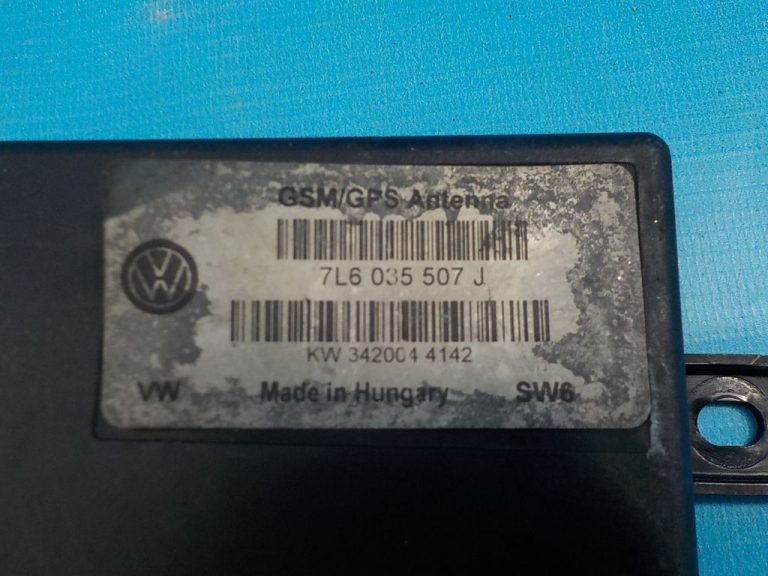 GSM/GPS Antenna
7L6 035 507 J
KW 342004 4142
VW Made in Hungary SW6